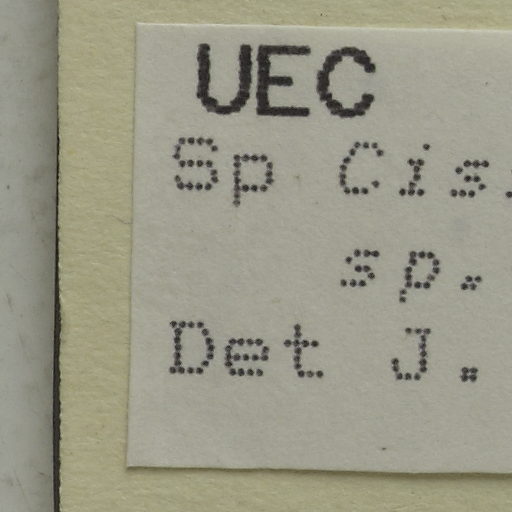 UEC
Sp Cis
sp.
Det J.